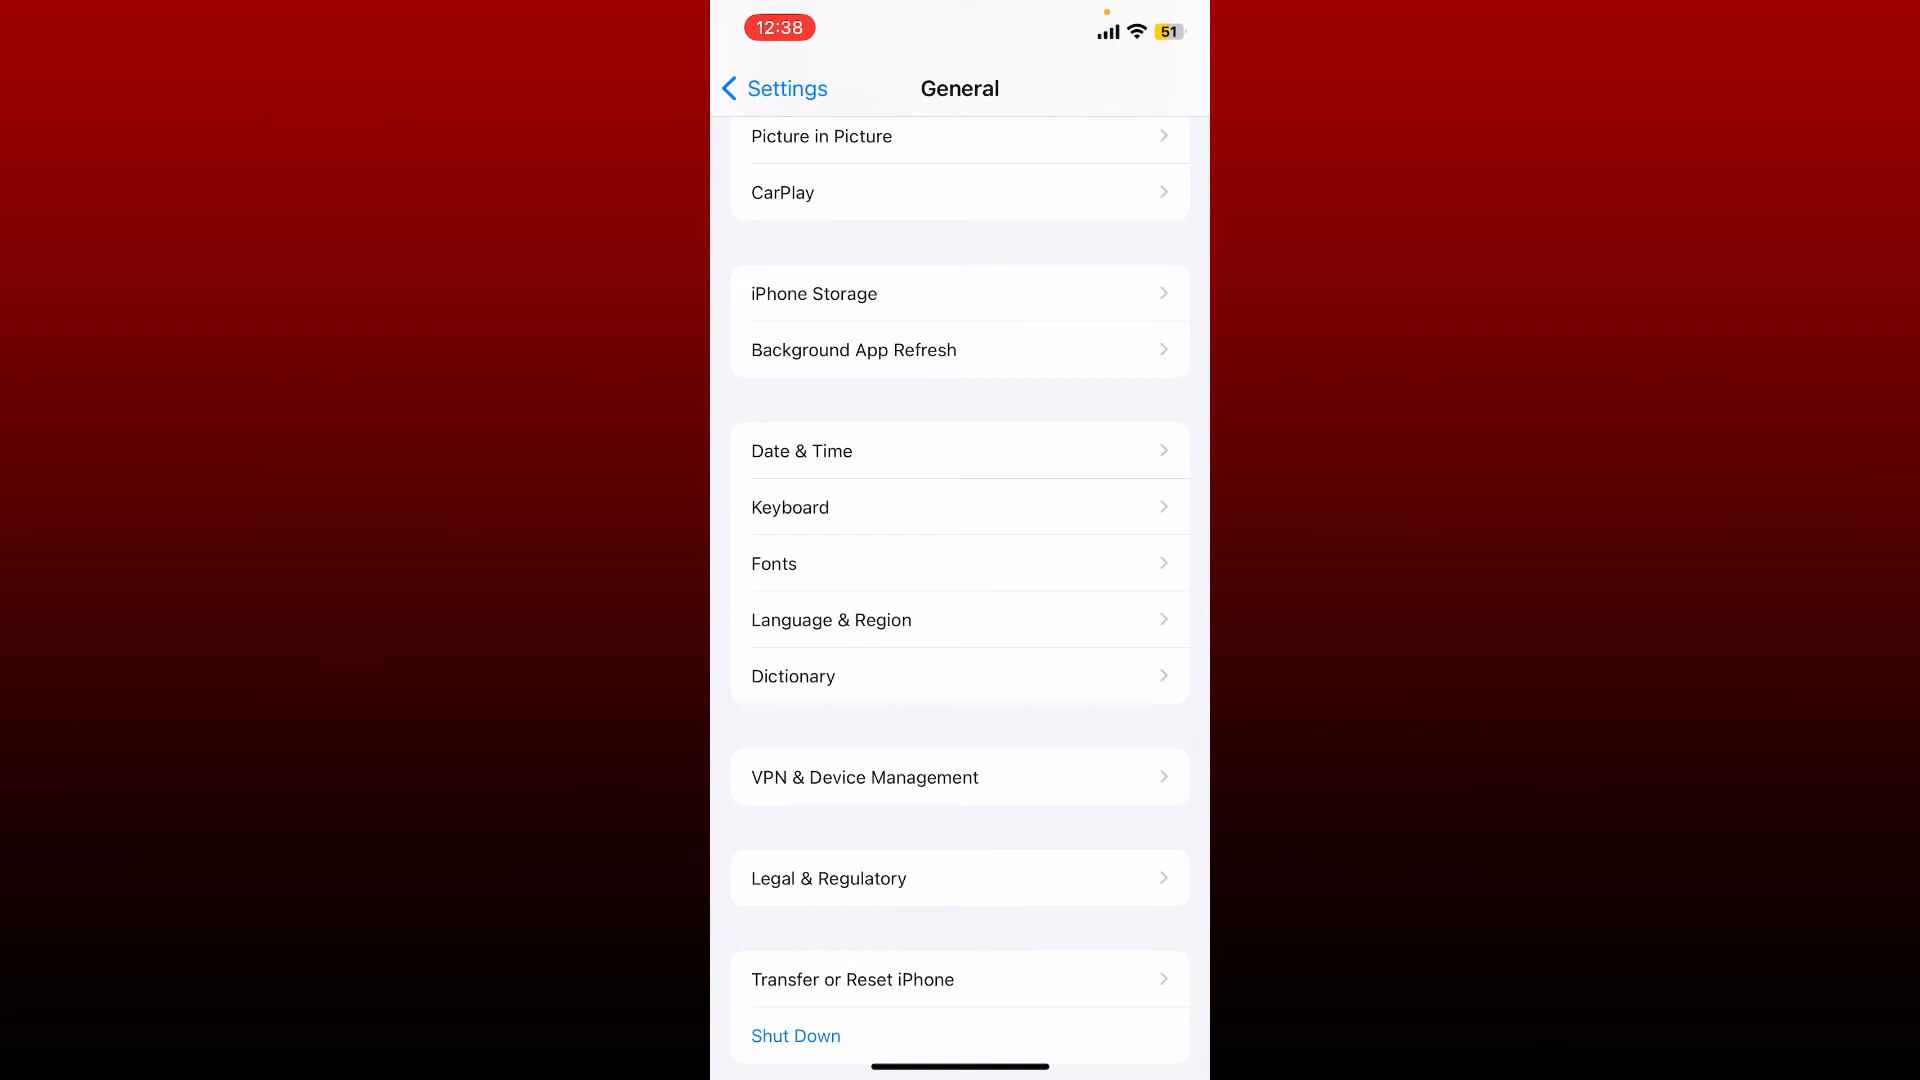 12:38
51
Settings
General
Picture in Picture
CarPlay
iPhone Storage
Background App Refresh
Date & Time
Keyboard
Fonts
Language & Region
Dictionary
VPN & Device Management
Legal & Regulatory
Transfer or Reset iPhone
Shut Down